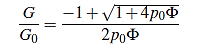 G/G₀ = (−1 + √(1 + 4p₀Φ)) / (2p₀Φ)